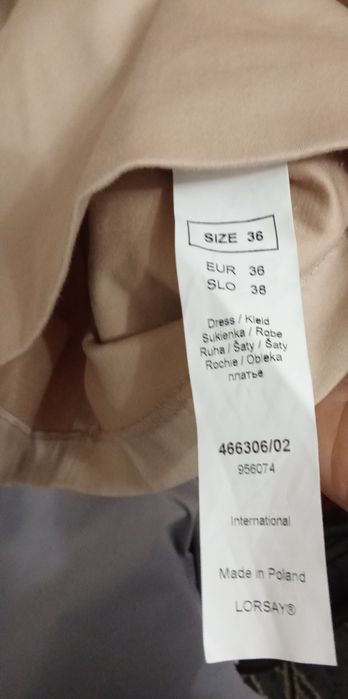 SIZE 36
EUR 36
SLO 38
Dress / Kleid
Sukienka / Robe
Ruha / Šaty / Šaty
Rochie / Obleka
платье
466306/02
956074
International
Made in Poland
LORSAY®